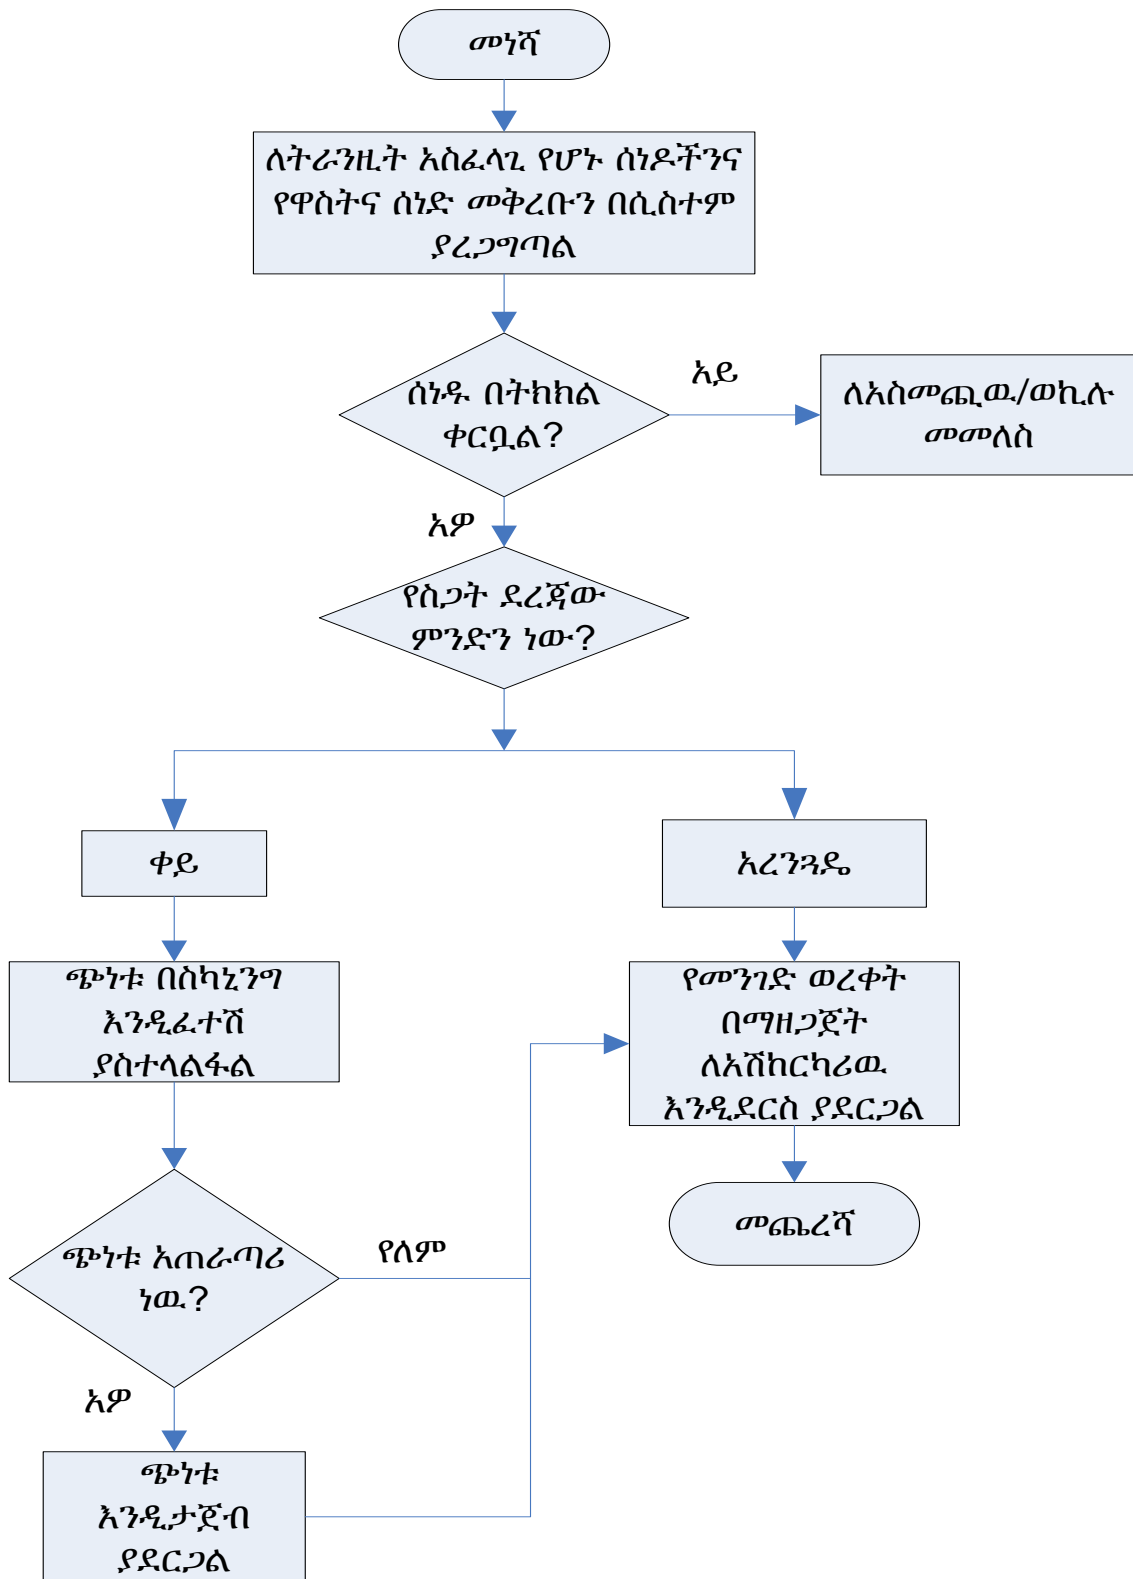 መነሻ
ለትራንዚት አስፈላጊ የሆኑ ሰነዶችንና
የዋስትና ሰነድ መቅረቡን በሲስተም
ያረጋግጣል
ሰነዱ በትክክል
ቀርቧል?
አይ
ለአስመጪዉ/ወኪሉ
መመለስ
አዎ
የስጋት ደረጃው
ምንድን ነው?
ቀይ
አረንጓዴ
ጭነቱ በስካኒንግ
እንዲፈተሽ
ያስተላልፋል
የመንገድ ወረቀት
በማዘጋጀት
ለአሽከርካሪዉ
እንዲደርስ ያደርጋል
መጨረሻ
ጭነቱ አጠራጣሪ
ነዉ?
የለም
አዎ
ጭነቱ
እንዲታጀብ
ያደርጋል